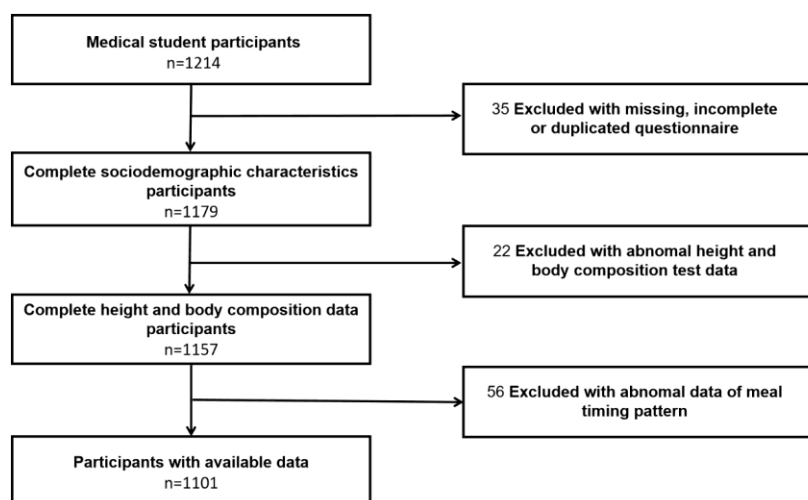 Medical student participants
n=1214
35 Excluded with missing, incomplete
or duplicated questionnaire
Complete sociodemographic characteristics
participants
n=1179
22 Excluded with abnomal height and
body composition test data
Complete height and body composition data
participants
n=1157
56 Excluded with abnomal data of meal
timing pattern
Participants with available data
n=1101